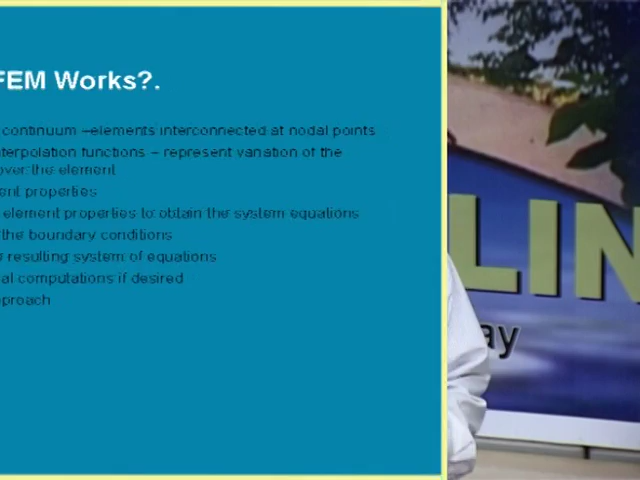 FEM Works?.
continuum –elements interconnected at nodal points
nterpolation functions – represent variation of the
over the element
ent properties
element properties to obtain the system equations
the boundary conditions
resulting system of equations
al computations if desired
proach
LIN
ay